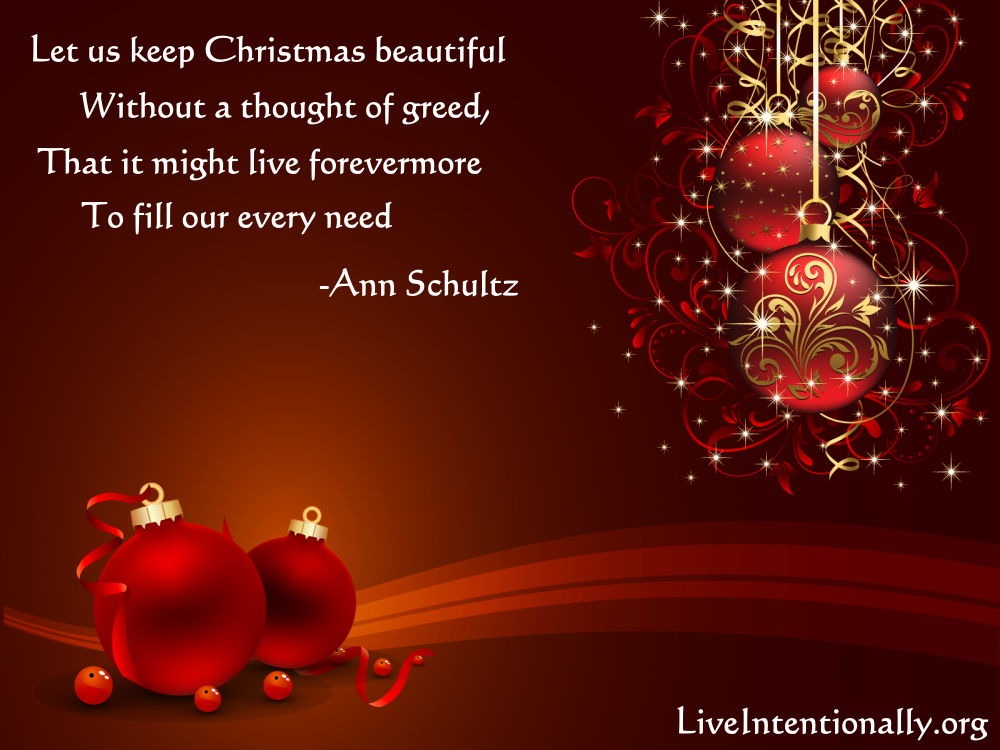 Let us keep Christmas beautiful
Without a thought of greed,
That it might live forevermore
To fill our every need
-Ann Schultz
LiveIntentionally.org